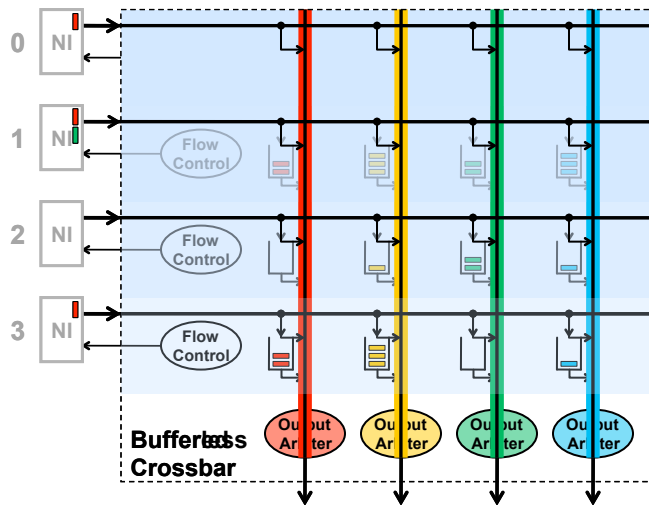 0
NI
1
NI
Flow
Control
2
NI
Flow
Control
3
NI
Flow
Control
Output
Arbiter
Output
Arbiter
Output
Arbiter
Output
Arbiter
Bufferless
Crossbar